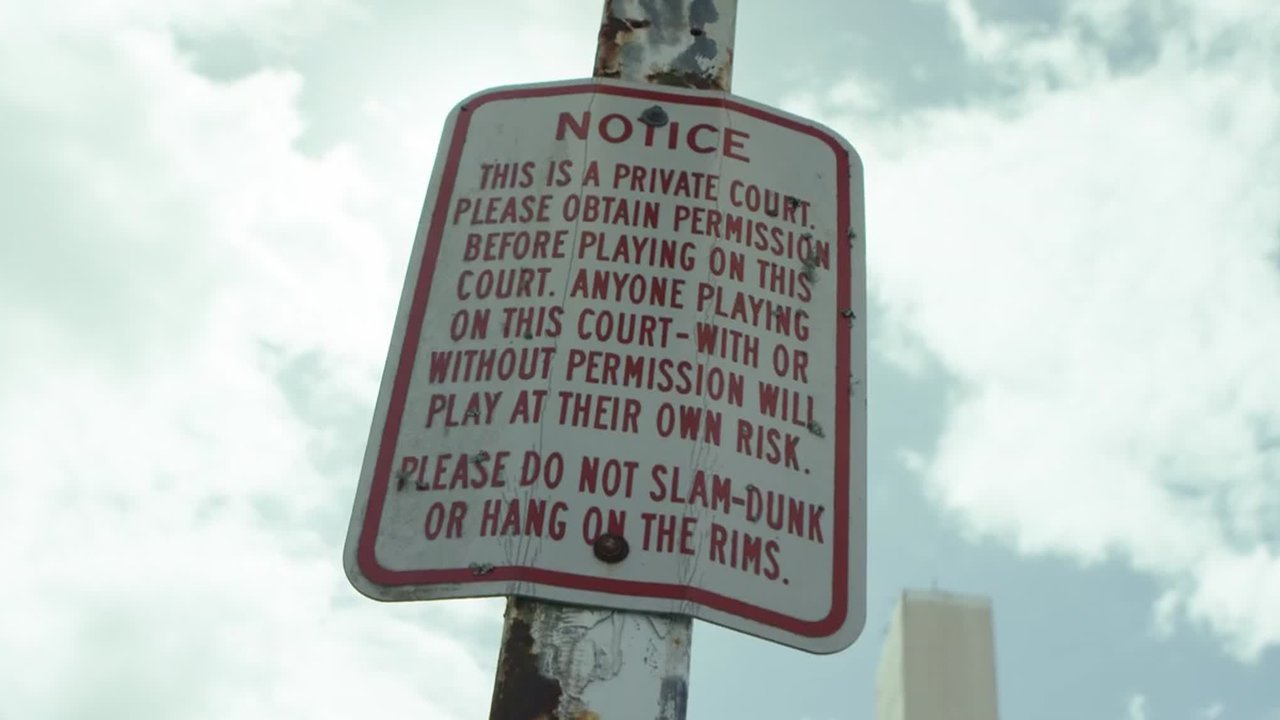 NOTICE
THIS IS A PRIVATE COURT.
PLEASE OBTAIN PERMISSION
BEFORE PLAYING ON THIS
COURT. ANYONE PLAYING
ON THIS COURT-WITH OR
WITHOUT PERMISSION WILL
PLAY AT THEIR OWN RISK.
PLEASE DO NOT SLAM-DUNK
OR HANG ON THE RIMS.